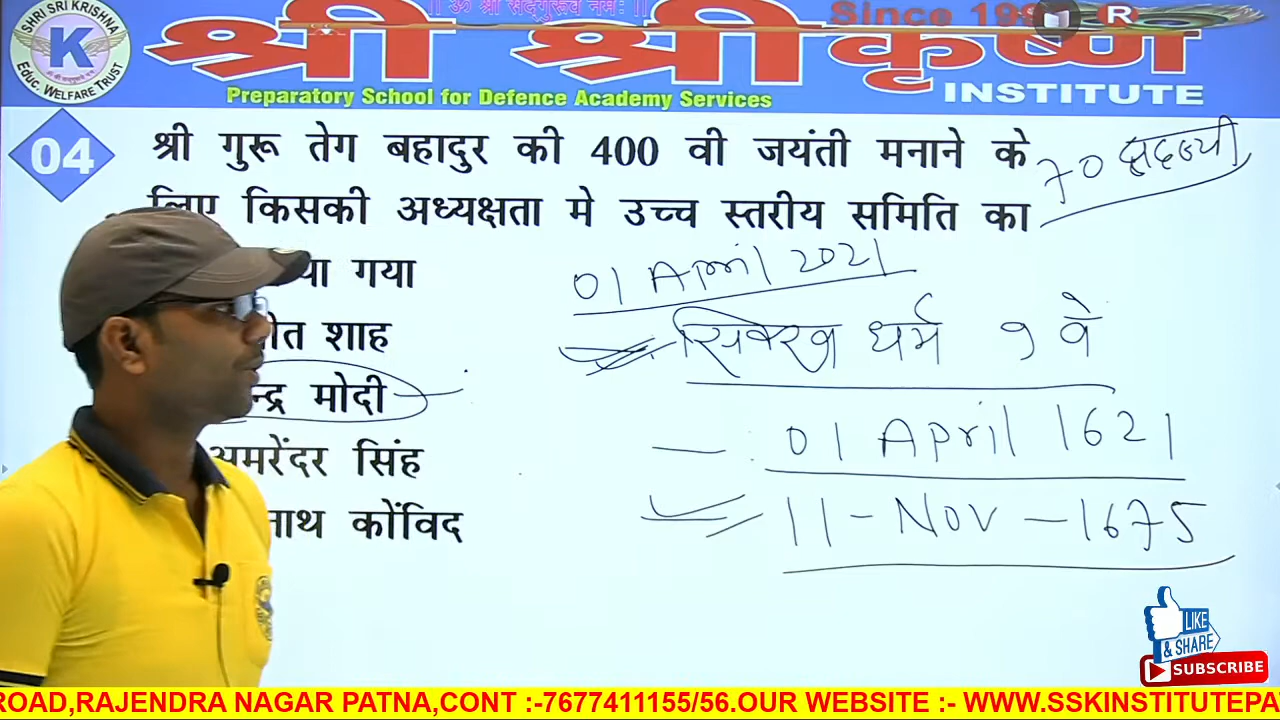 || ॐ श्री सद्‌गुरूवे नमः ||
Since 199
R
SHRI SRI KRISHNA
K
Educ. WELFARE TRUST
श्री श्रीकृष्ण
INSTITUTE
Preparatory School for Defence Academy Services
04
श्री गुरू तेग बहादुर की 400 वी जयंती मनाने के
लिए किसकी अध्यक्षता मे उच्च स्तरीय समिति का
या गया
70
01 April 2021
ीत शाह
सिक्ख धर्म 9 वे
न्द्र मोदी
01 April 1621
अमरेंदर सिंह
11-Nov-1675
नाथ कोंविद
LIKE
& SHARE
SUBSCRIBE
ROAD,RAJENDRA NAGAR PATNA,CONT :-7677411155/56.OUR WEBSITE :- WWW.SSKINSTITUTEPA